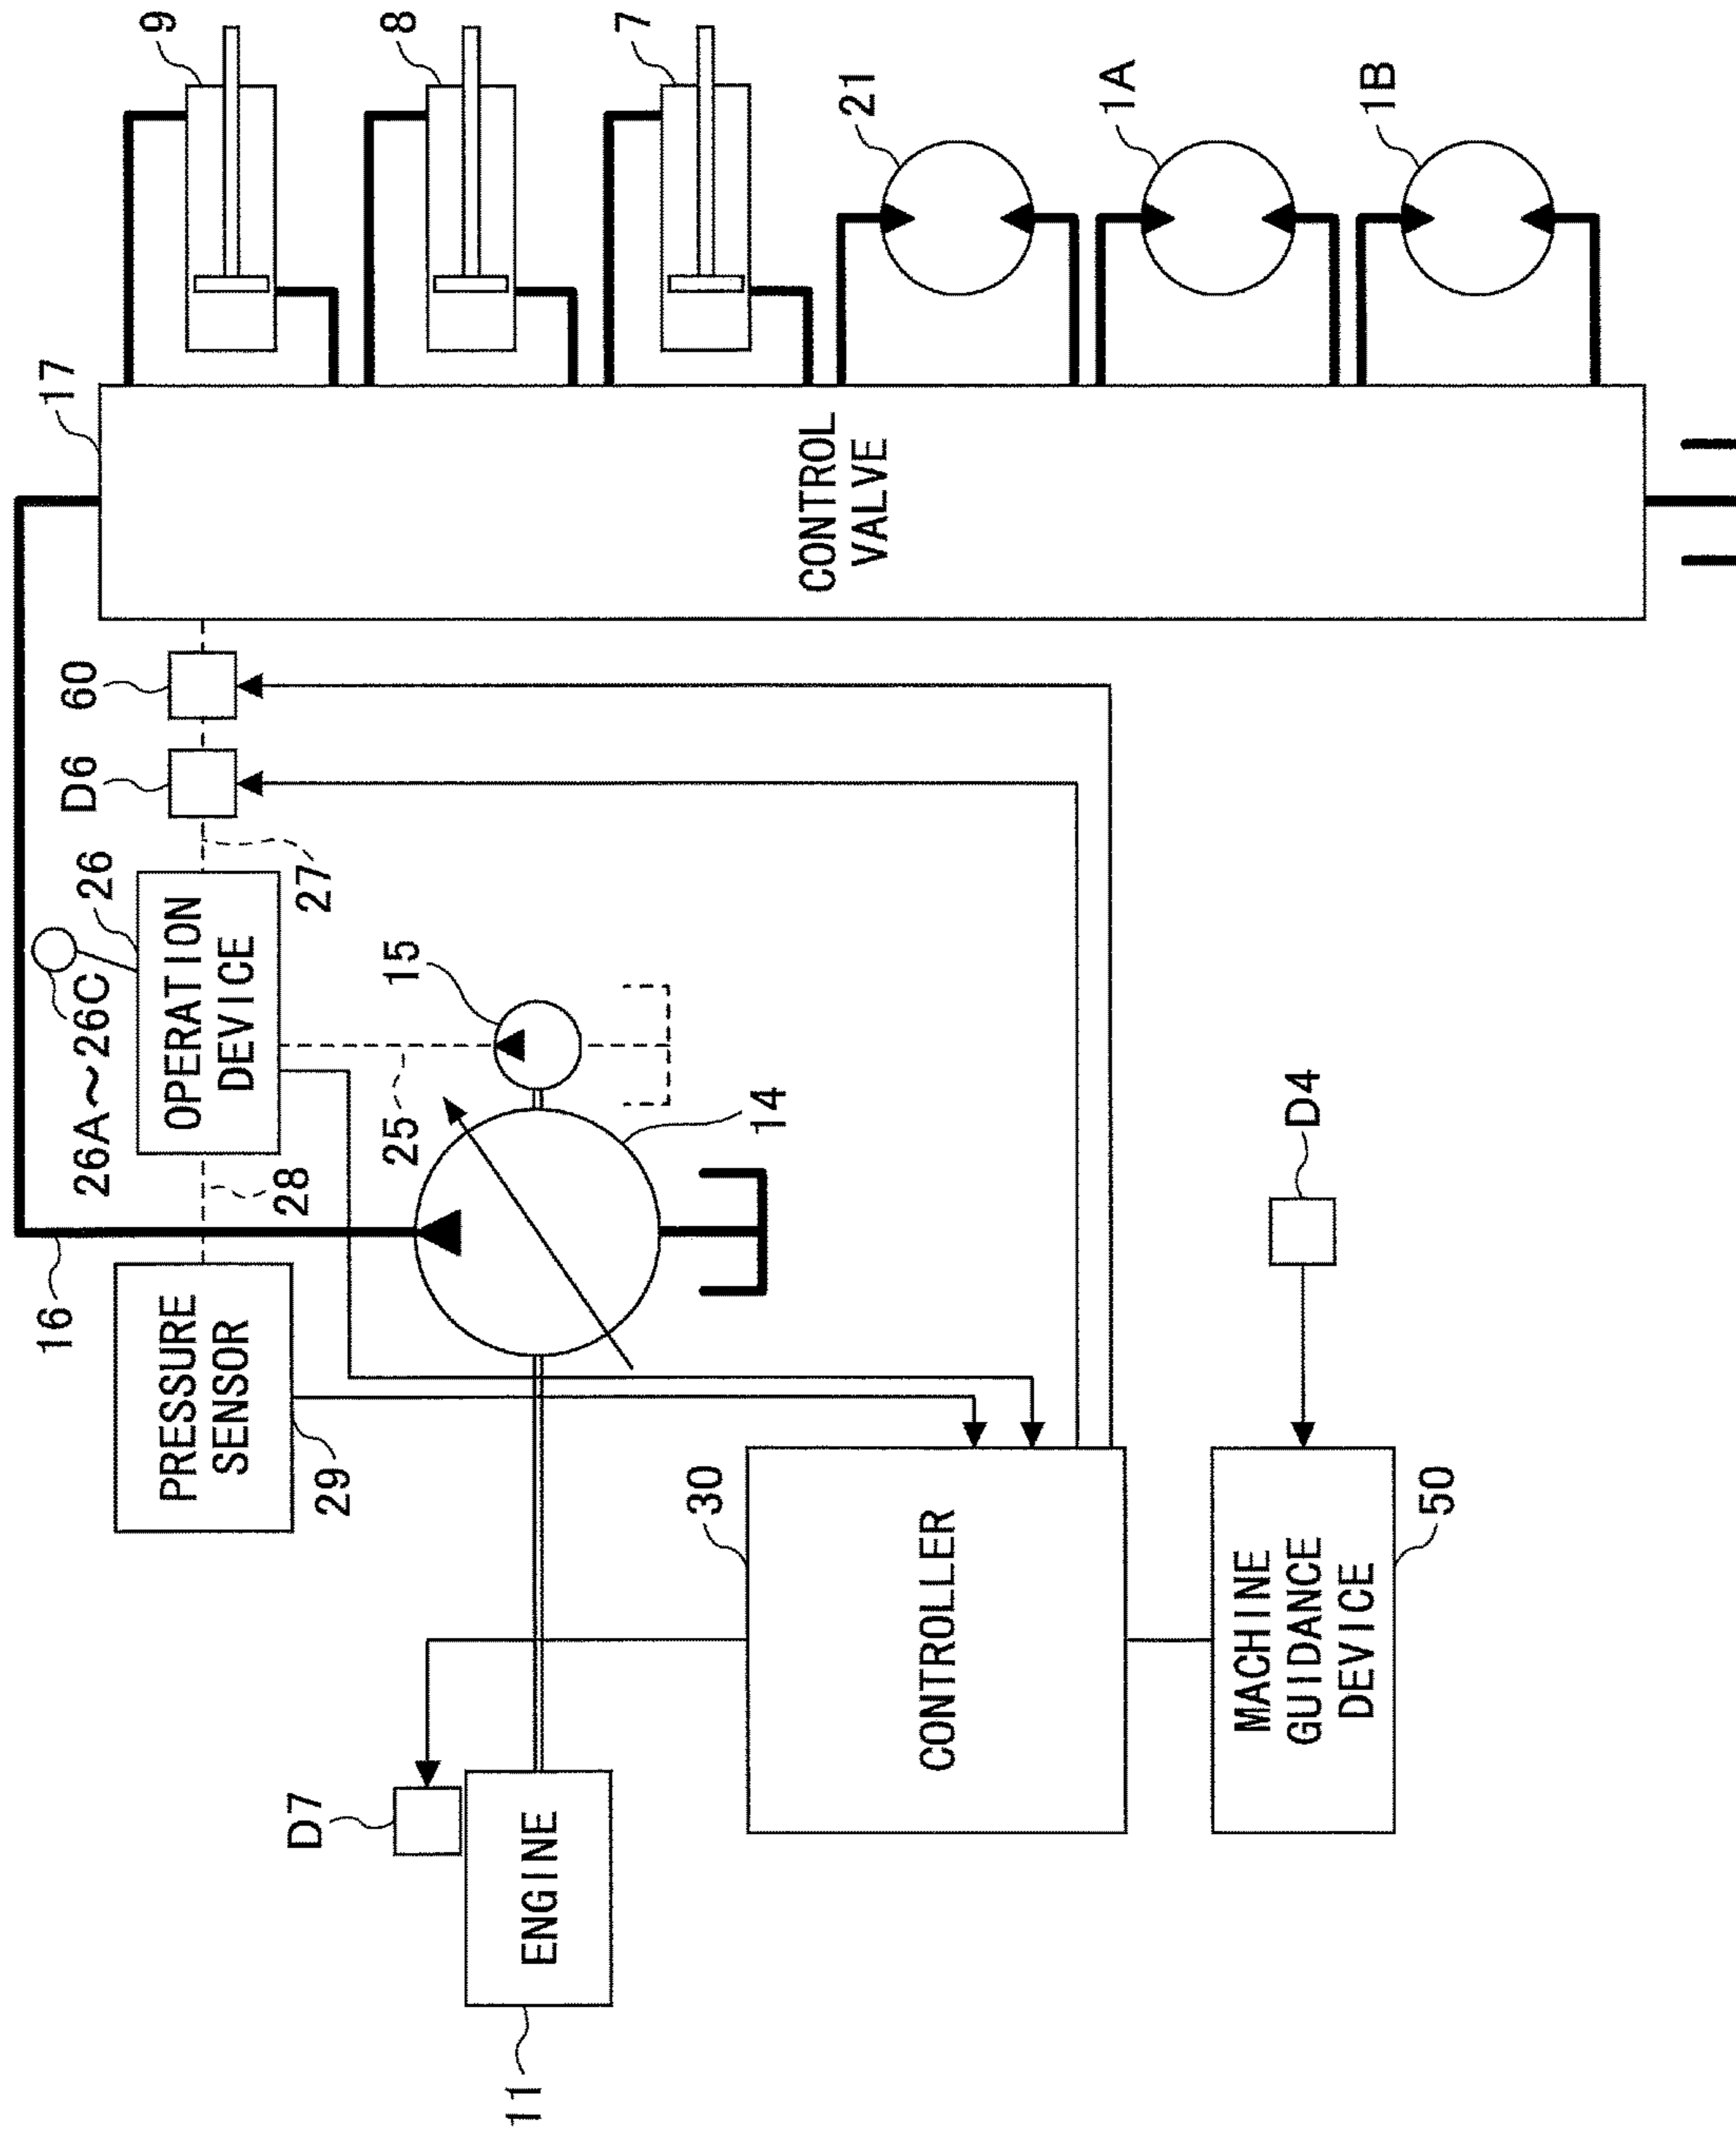 9
8
7
21
1A
1B
17
CONTROL
VALVE
60
D6
27
26
26A~26C
OPERATION
DEVICE
28
16
PRESSURE
SENSOR
29
25
15
14
30
CONTROLLER
D4
MACHINE
GUIDANCE
DEVICE
50
D7
ENGINE
11